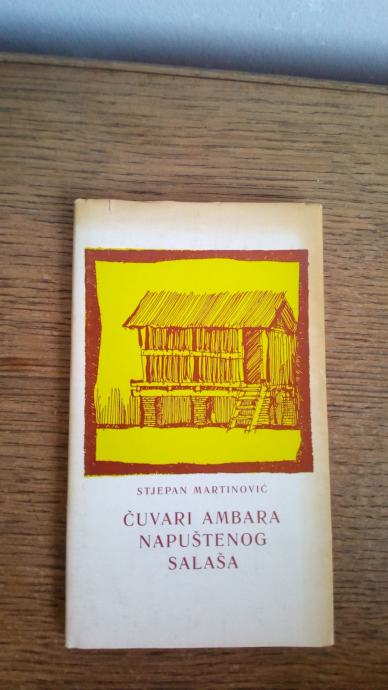 STJEPAN MARTINOVIĆ
ČUVARI AMBARA
NAPUŠTENOG
SALAŠA